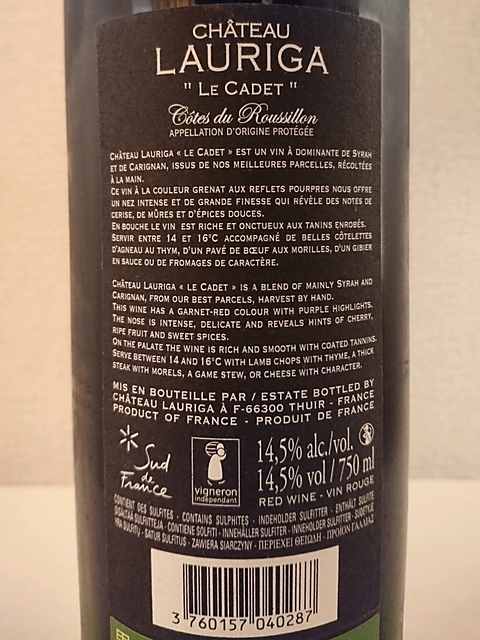 CHÂTEAU
LAURIGA
" LE CADET "
Côtes du Roussillon
APPELLATION D'ORIGINE PROTÉGÉE
CHÂTEAU LAURIGA « LE CADET » EST UN VIN À DOMINANTE DE SYRAH
ET DE CARIGNAN, ISSUS DE NOS MEILLEURES PARCELLES, RÉCOLTÉES
À LA MAIN.
CE VIN À LA COULEUR GRENAT AUX REFLETS POURPRES NOUS OFFRE
UN NEZ INTENSE ET DE GRANDE FINESSE QUI RÉVÈLE DES NOTES DE
CERISE, DE MÛRES ET D'ÉPICES DOUCES.
EN BOUCHE LE VIN EST RICHE ET ONCTUEUX AUX TANINS ENROBÉS.
SERVIR ENTRE 14 ET 16°C ACCOMPAGNÉ DE BELLES CÔTELETTES
D'AGNEAU AU THYM, D'UN PAVÉ DE BŒUF AUX MORILLES, D'UN GIBIER
EN SAUCE OU DE FROMAGES DE CARACTÈRE.
CHÂTEAU LAURIGA « LE CADET » IS A BLEND OF MAINLY SYRAH AND
CARIGNAN, FROM OUR BEST PARCELS, HARVEST BY HAND.
THIS WINE HAS A GARNET-RED COLOUR WITH PURPLE HIGHLIGHTS.
THE NOSE IS INTENSE, DELICATE AND REVEALS HINTS OF CHERRY,
RIPE FRUIT AND SWEET SPICES.
ON THE PALATE THE WINE IS RICH AND SMOOTH WITH COATED TANNINS.
SERVE BETWEEN 14 AND 16°C WITH LAMB CHOPS WITH THYME, A THICK
STEAK WITH MORELS, A GAME STEW, OR CHEESE WITH CHARACTER.
MIS EN BOUTEILLE PAR / ESTATE BOTTLED BY
CHÂTEAU LAURIGA À F-66300 THUIR - FRANCE
PRODUCT OF FRANCE - PRODUIT DE FRANCE
Sud
de
France
vigneron
indépendant
14,5% alc./vol.
14,5% vol / 750 ml
RED WINE - VIN ROUGE
CONTIENT DES SULFITES - CONTAINS SULPHITES - INDEHOLDER SULFITTER - ENTHÄLT SULFITE
SISÄLTÄÄ SULFIITTEJA - CONTIENE SOLFITI - INNEHÅLLER SULFITER - INNEHOLDER SULFITTER - SUDĖTYJE
YRA SULFITŲ - SATUR SULFITUS - ZAWIERA SIARCZYNY - ΠΕΡΙΕΧΕΙ ΘΕΙΩΔΗ - ΠΡΟΪΟΝ ΓΑΛΛΙΑΣ
3 760157 040287